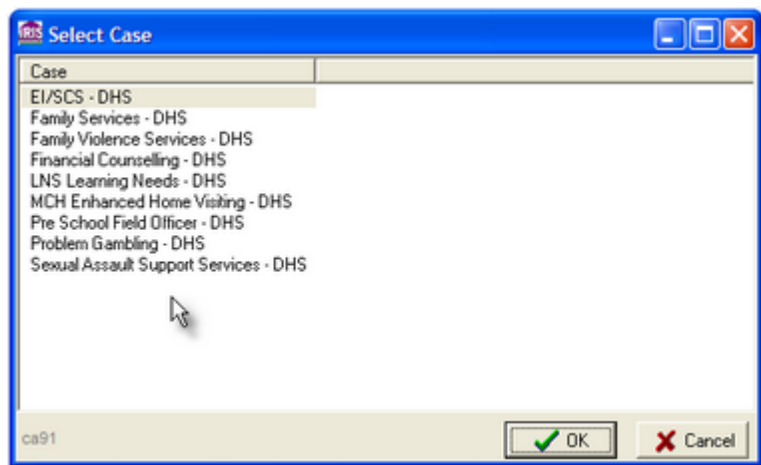 IRIS Select Case
Case
EI/SCS - DHS
Family Services - DHS
Family Violence Services - DHS
Financial Counselling - DHS
LNS Learning Needs - DHS
MCH Enhanced Home Visiting - DHS
Pre School Field Officer - DHS
Problem Gambling - DHS
Sexual Assault Support Services - DHS
ca91 OK Cancel